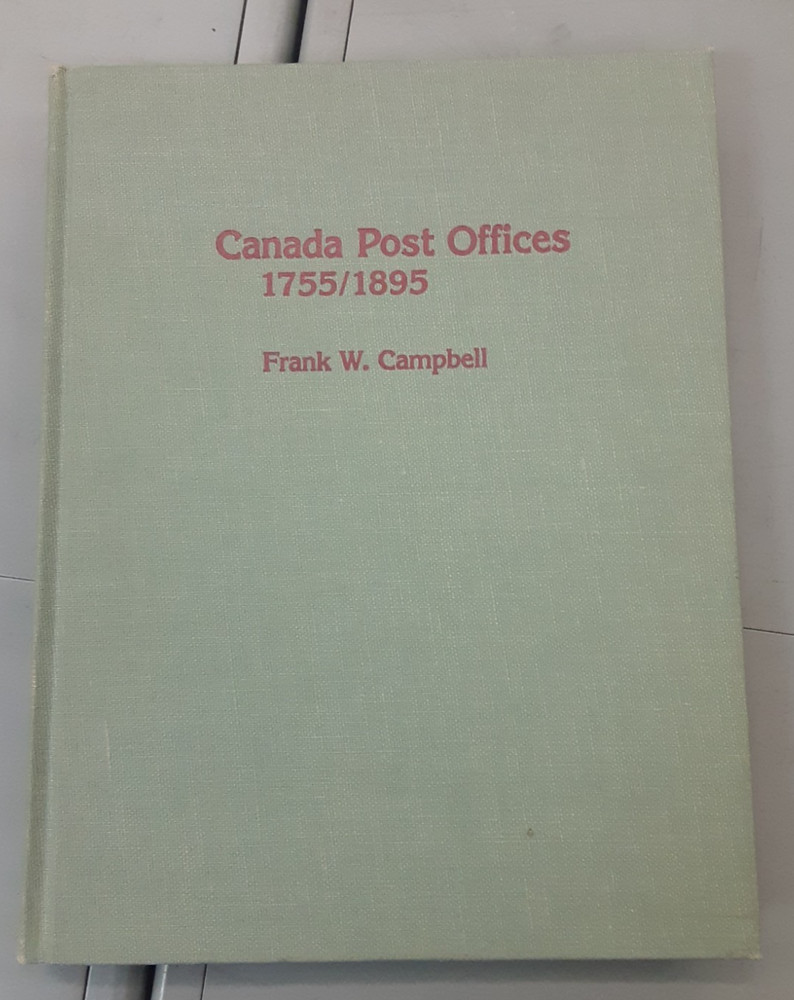 Canada Post Offices
1755/1895
Frank W. Campbell